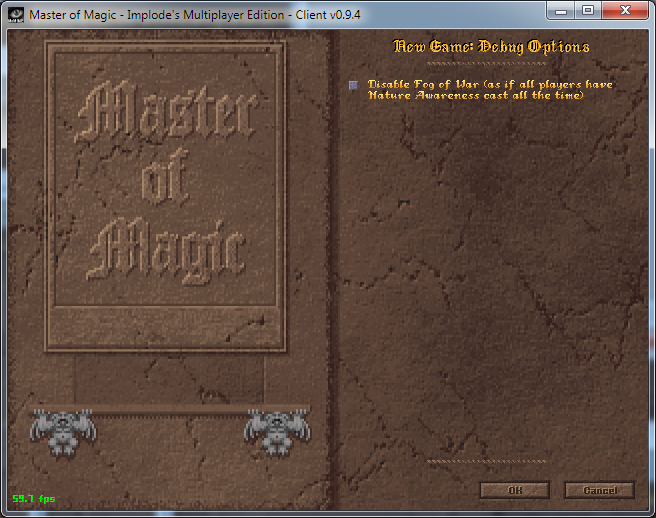 Master of Magic - Implode's Multiplayer Edition - Client v0.9.4
Master
of
Magic
New Game: Debug Options
Disable Fog of War (as if all players have
Nature Awareness cast all the time)
OK
Cancel
59.7 fps